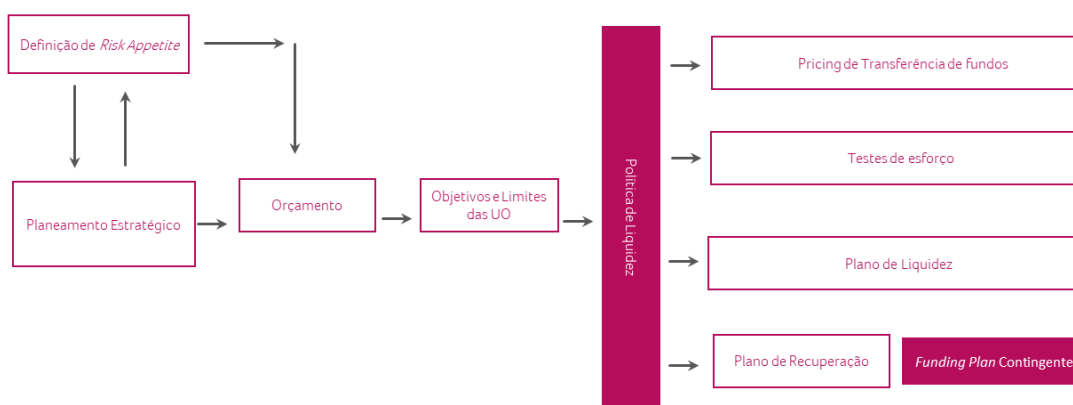 Definição de Risk Appetite
Planeamento Estratégico
Orçamento
Objetivos e Limites
das UO
Política de Liquidez
Pricing de Transferência de fundos
Testes de esforço
Plano de Liquidez
Plano de Recuperação
Funding Plan Contingente